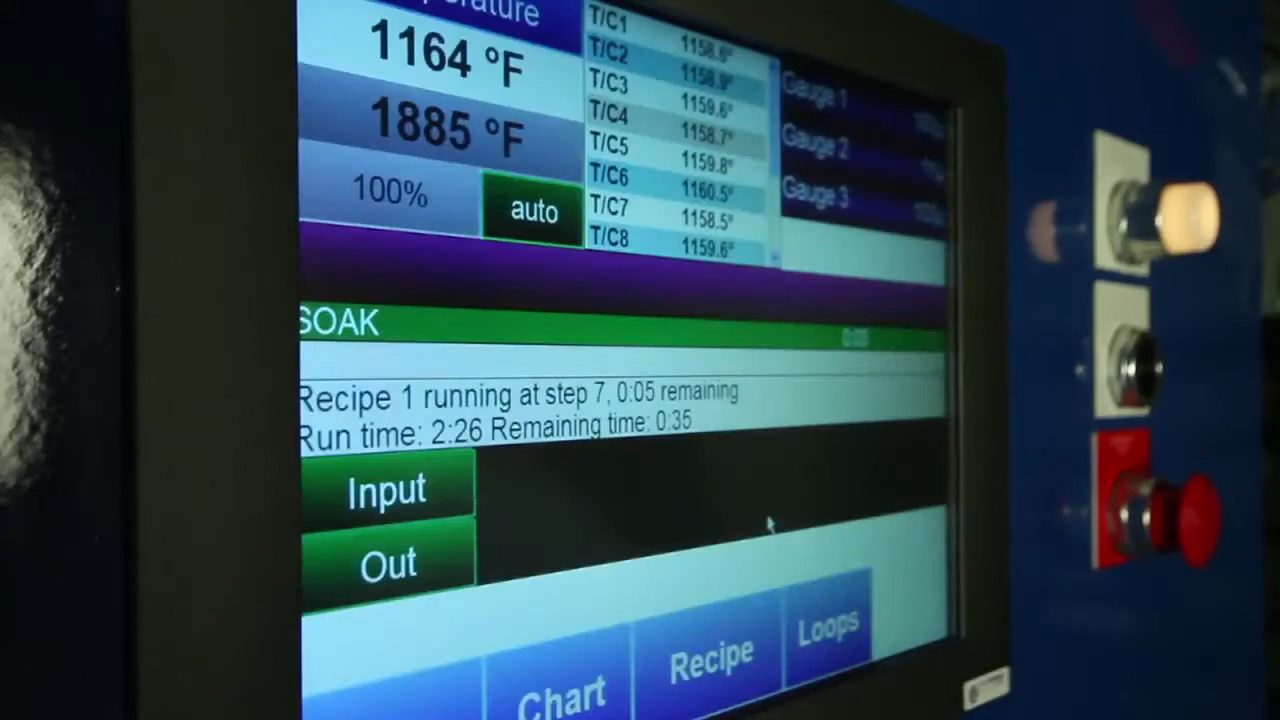 1164 °F
1885 °F
100%
auto
T/C1 1158.6°
T/C2 1158.9°
T/C3 1159.6°
T/C4 1158.7°
T/C5 1159.8°
T/C6 1160.5°
T/C7 1158.5°
T/C8 1159.6°
Gauge 1
Gauge 2
Gauge 3
SOAK 0:05
Recipe 1 running at step 7, 0:05 remaining
Run time: 2:26 Remaining time: 0:35
Input
Out
Chart
Recipe
Loops